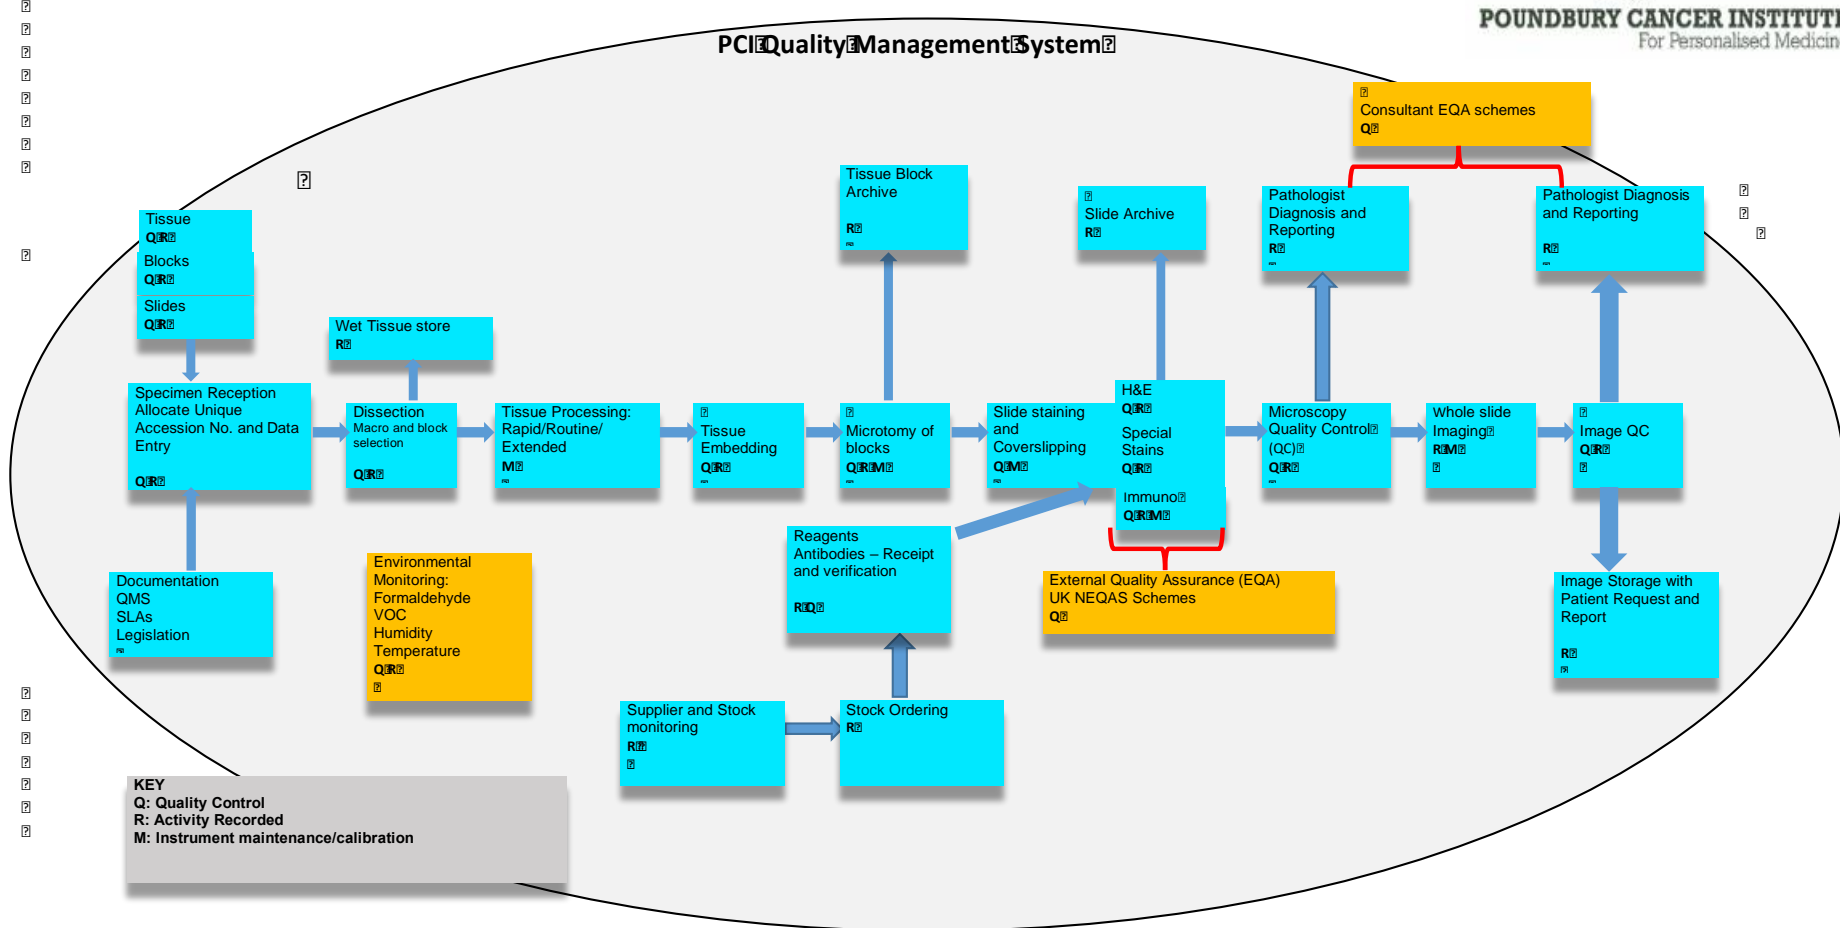 POUNDBURY CANCER INSTITUTE
For Personalised Medicine
PCI Quality Management System
Consultant EQA schemes
Q
Tissue Block
Archive
R
Slide Archive
R
Pathologist
Diagnosis and
Reporting
R
Pathologist Diagnosis
and Reporting
R
Tissue
Q R
Blocks
Q R
Slides
Q R
Wet Tissue store
R
Specimen Reception
Allocate Unique
Accession No. and Data
Entry
Q R
Dissection
Macro and block
selection
Q R
Tissue Processing:
Rapid/Routine/
Extended
M
Tissue
Embedding
Q R
Microtomy of
blocks
Q R M
Slide staining
and
Coverslipping
Q M
H&E
Q R
Special
Stains
Q R
Immuno
Q R M
Microscopy
Quality Control
(QC)
Q R
Whole slide
Imaging
R M
Image QC
Q R
Documentation
QMS
SLAs
Legislation
Environmental
Monitoring:
Formaldehyde
VOC
Humidity
Temperature
Q R
Reagents
Antibodies – Receipt
and verification
R Q
External Quality Assurance (EQA)
UK NEQAS Schemes
Q
Image Storage with
Patient Request and
Report
R
Supplier and Stock
monitoring
R
Stock Ordering
R
KEY
Q: Quality Control
R: Activity Recorded
M: Instrument maintenance/calibration